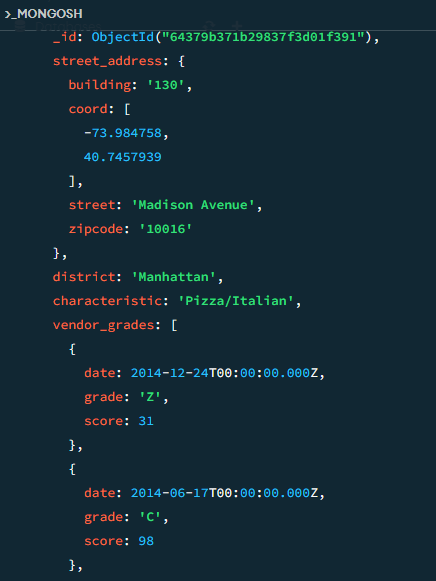 >_MONGOSH
_id: ObjectId("64379b371b29837f3d01f391"),
street_address: {
building: '130',
coord: [
-73.984758,
40.7457939
],
street: 'Madison Avenue',
zipcode: '10016'
},
district: 'Manhattan',
characteristic: 'Pizza/Italian',
vendor_grades: [
{
date: 2014-12-24T00:00:00.000Z,
grade: 'Z',
score: 31
},
{
date: 2014-06-17T00:00:00.000Z,
grade: 'C',
score: 98
},